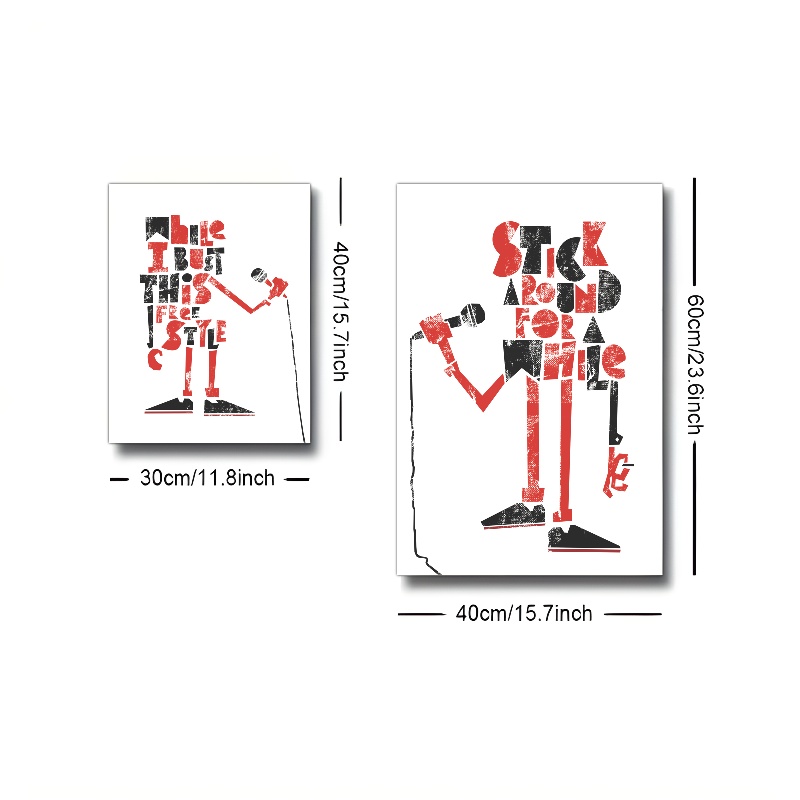 WhiLe
I BUST
THiS
FREE
STYLE
40cm/15.7inch
30cm/11.8inch
STICK
AROUND
FOR A
WHiLe
60cm/23.6inch
40cm/15.7inch